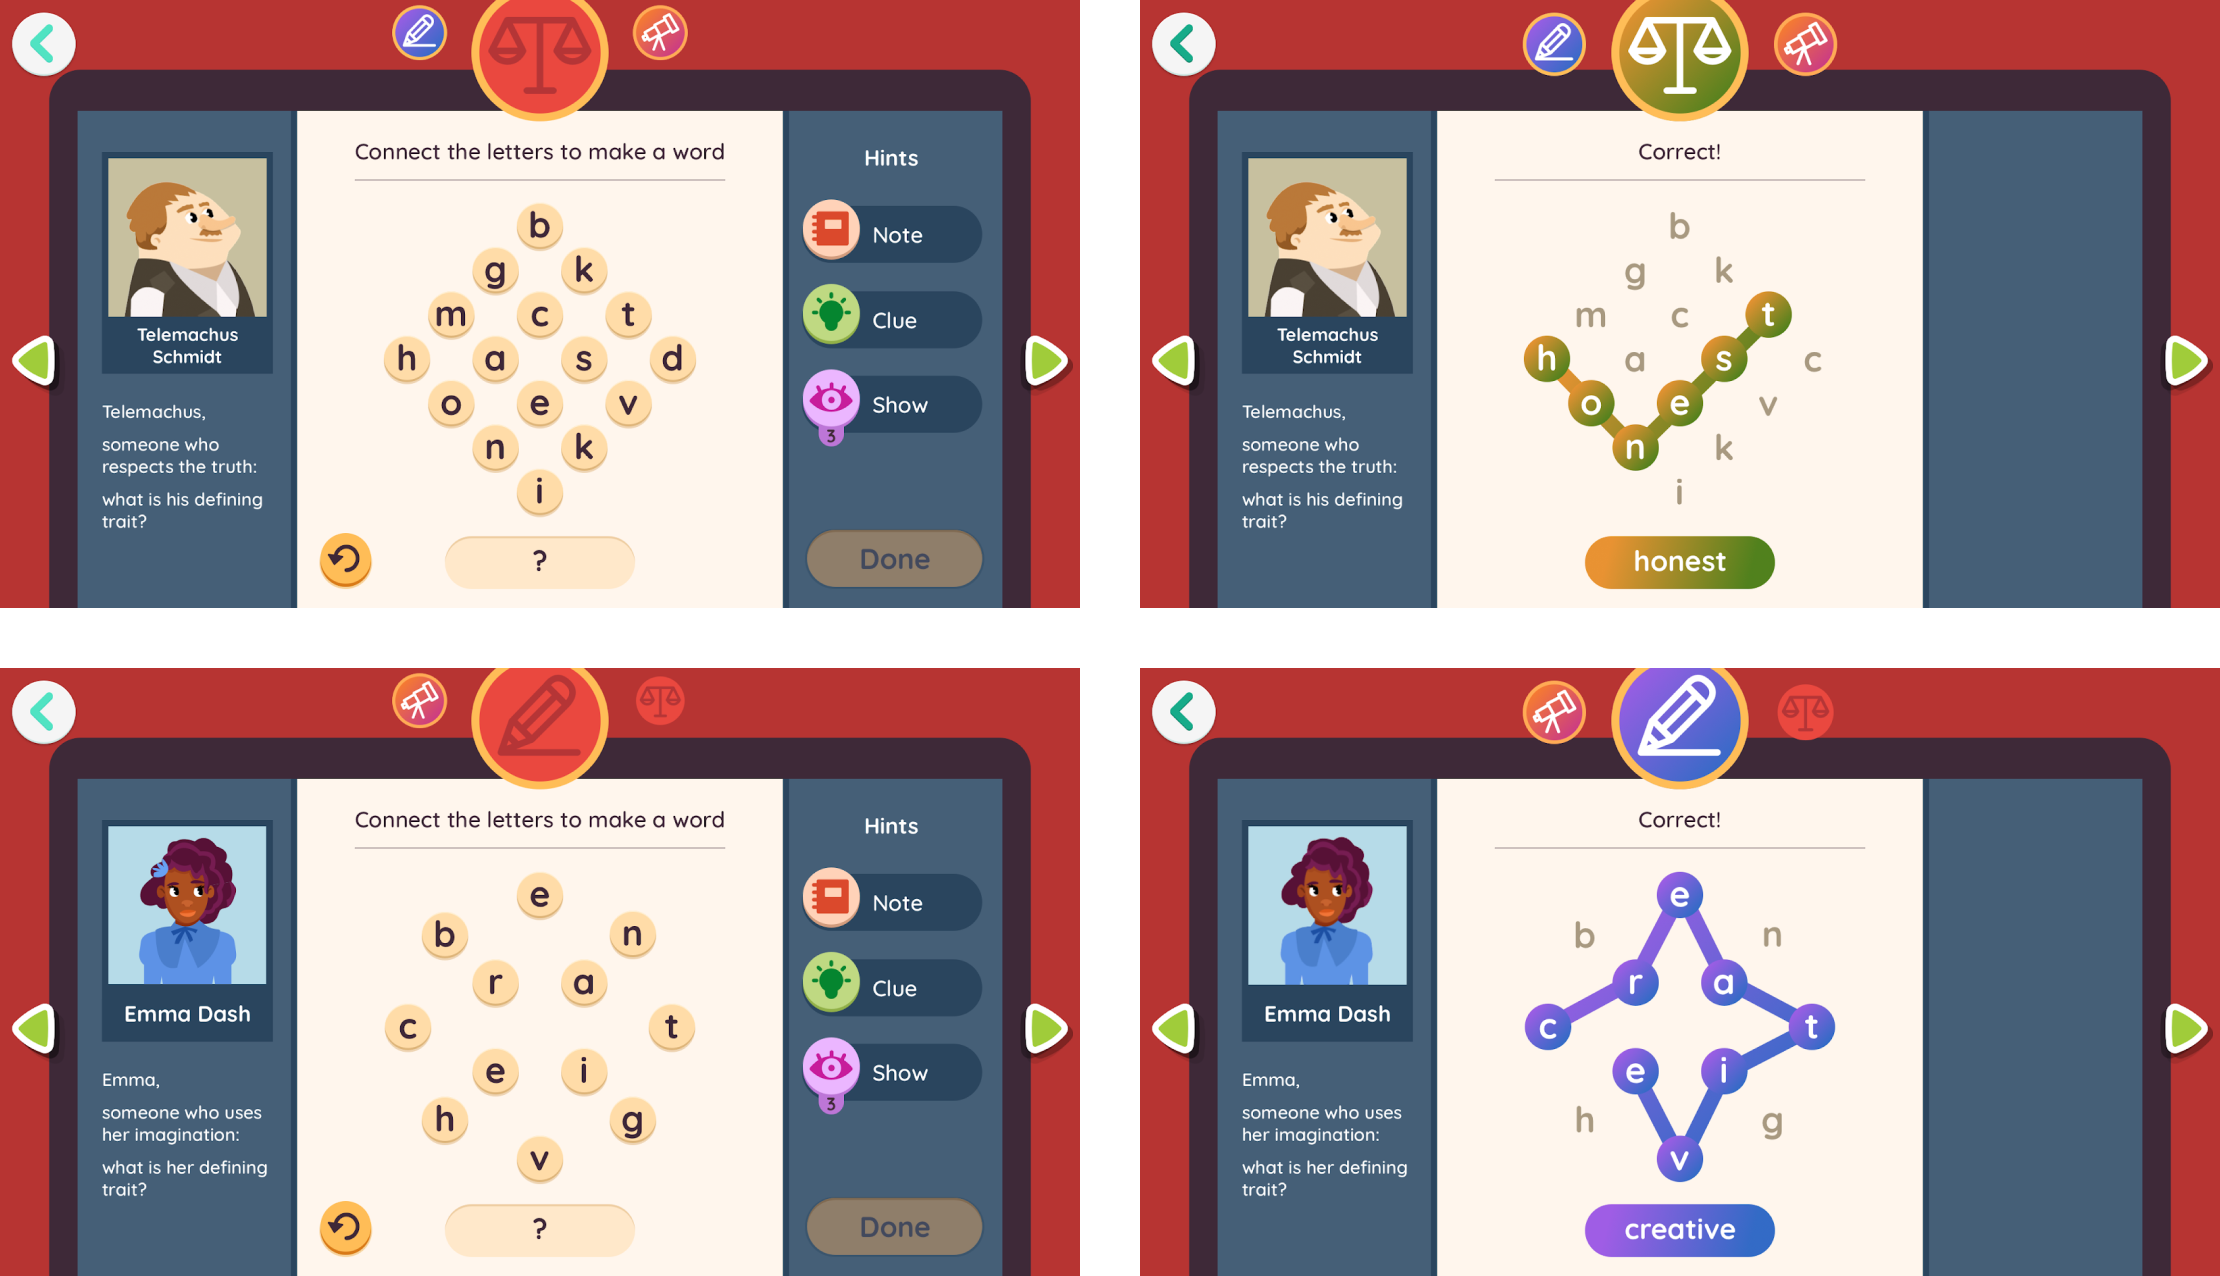 Connect the letters to make a word
Hints
b
g k
m c t
h a s d
o e v
n k
i
Note
Clue
Show
3
Telemachus
Schmidt
Telemachus,
someone who
respects the truth:
what is his defining
trait?
?
Done
Correct!
b
g k
m c t
h a s c
o e v
n k
i
Telemachus
Schmidt
Telemachus,
someone who
respects the truth:
what is his defining
trait?
honest
Connect the letters to make a word
Hints
e
b n
r a
c t
e i
h g
v
Note
Clue
Show
3
Emma Dash
Emma,
someone who uses
her imagination:
what is her defining
trait?
?
Done
Correct!
e
b n
r a
c t
e i
h g
v
Emma Dash
Emma,
someone who uses
her imagination:
what is her defining
trait?
creative